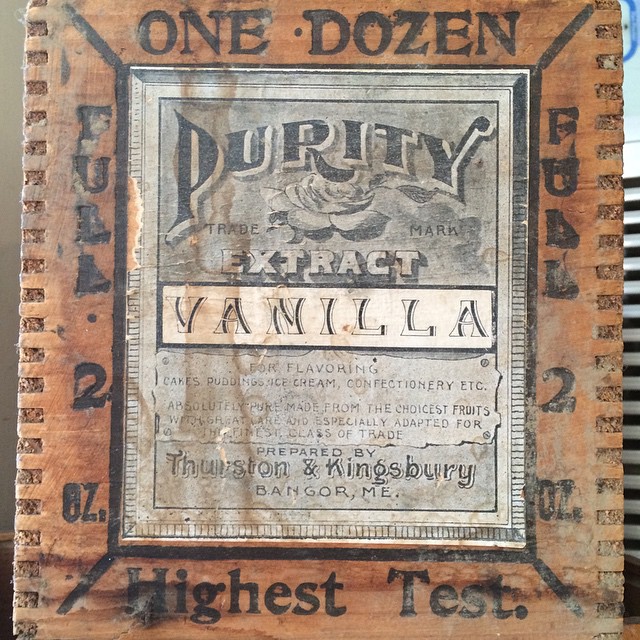 ONE · DOZEN
FULL · 2 OZ.
PURITY
TRADE MARK
EXTRACT
VANILLA
FOR FLAVORING
CAKES PUDDINGS ICE CREAM, CONFECTIONERY ETC.
ABSOLUTELY PURE MADE FROM THE CHOICEST FRUITS
WITH GREAT CARE AND ESPECIALLY ADAPTED FOR
THE FINEST CLASS OF TRADE
PREPARED BY
Thurston & Kingsbury
BANGOR, ME.
FULL 2 OZ.
Highest Test.